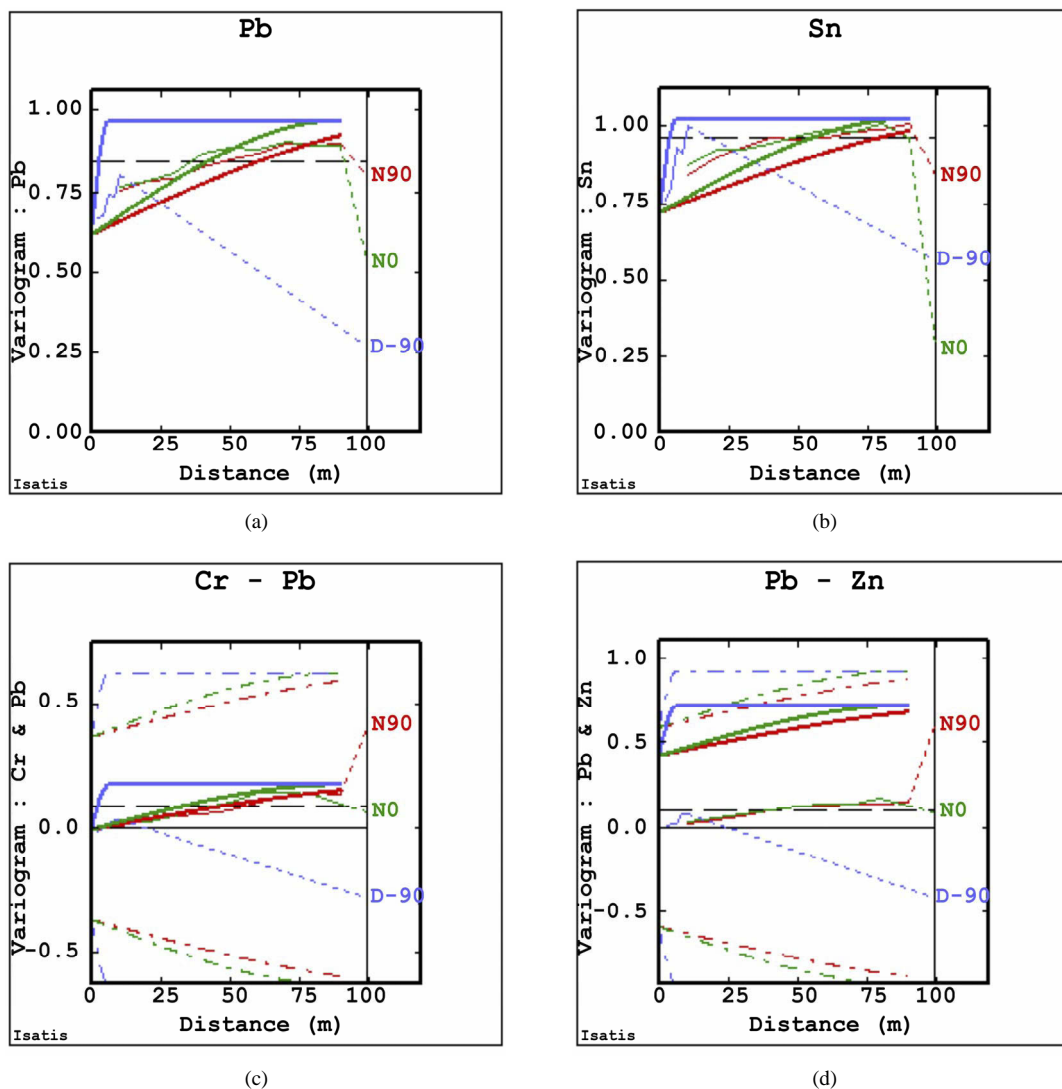 Pb
Variogram : Pb
1.00
0.75
0.50
0.25
0.00
N90
N0
D-90
0 25 50 75 100
Distance (m)
Isatis
(a)
Sn
Variogram : Sn
1.00
0.75
0.50
0.25
0.00
N90
D-90
N0
0 25 50 75 100
Distance (m)
Isatis
(b)
Cr - Pb
Variogram : Cr & Pb
0.5
0.0
-0.5
N90
N0
D-90
0 25 50 75 100
Distance (m)
Isatis
(c)
Pb - Zn
Variogram : Pb & Zn
1.0
0.5
0.0
-0.5
N90
N0
D-90
0 25 50 75 100
Distance (m)
Isatis
(d)